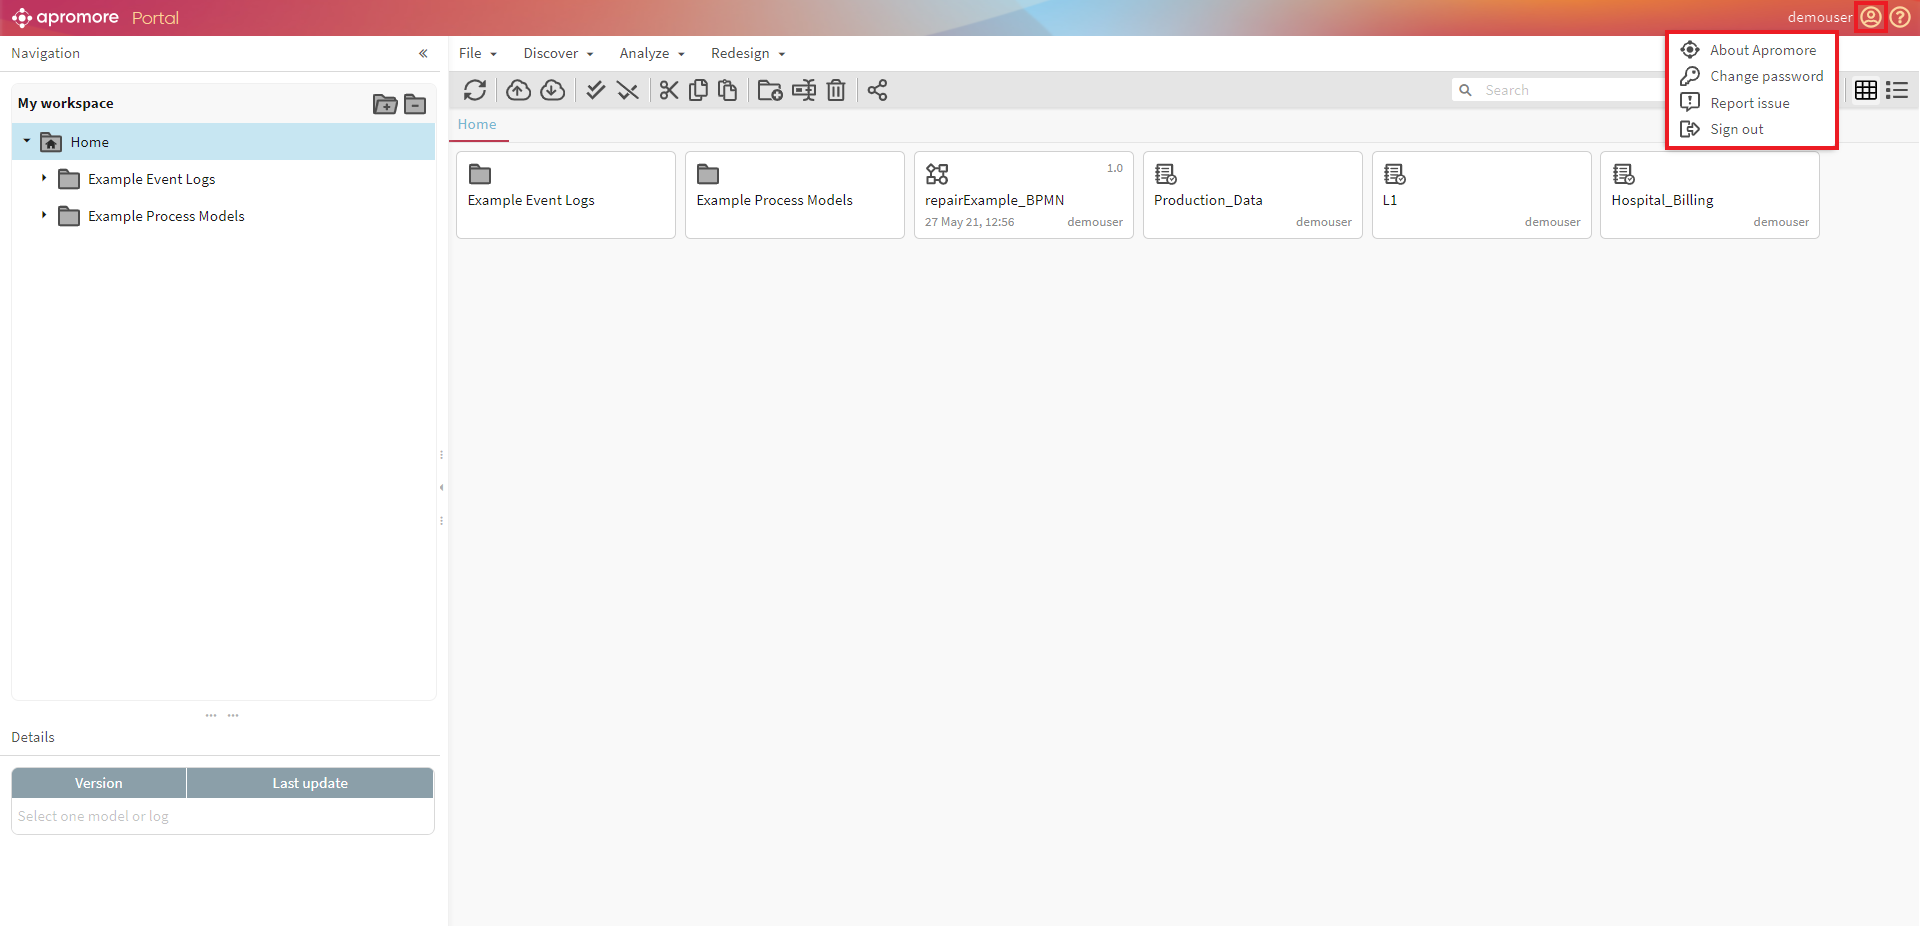 apromore Portal
demouser
Navigation
File Discover Analyze Redesign
About Apromore
Change password
Report issue
Sign out
My workspace
Search
Home
Home
Example Event Logs
Example Process Models
Example Event Logs
Example Process Models
1.0
repairExample_BPMN
27 May 21, 12:56 demouser
Production_Data
demouser
L1
demouser
Hospital_Billing
demouser
Details
Version Last update
Select one model or log